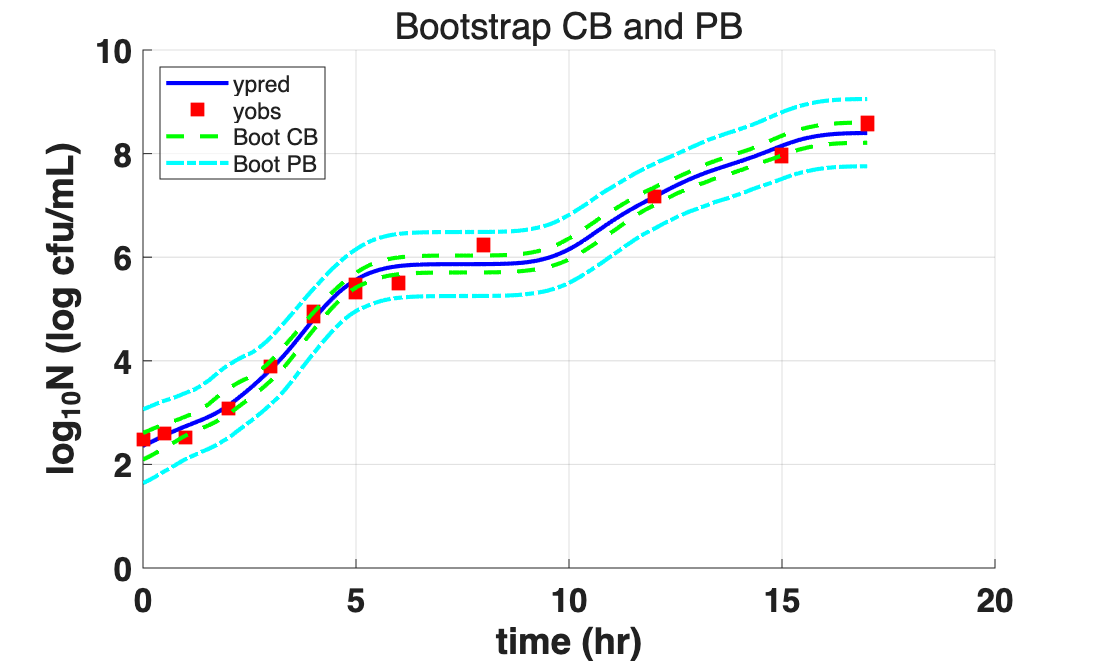 Bootstrap CB and PB
10
8
6
4
2
0
log₁₀N (log cfu/mL)
ypred
yobs
Boot CB
Boot PB
0 5 10 15 20
time (hr)